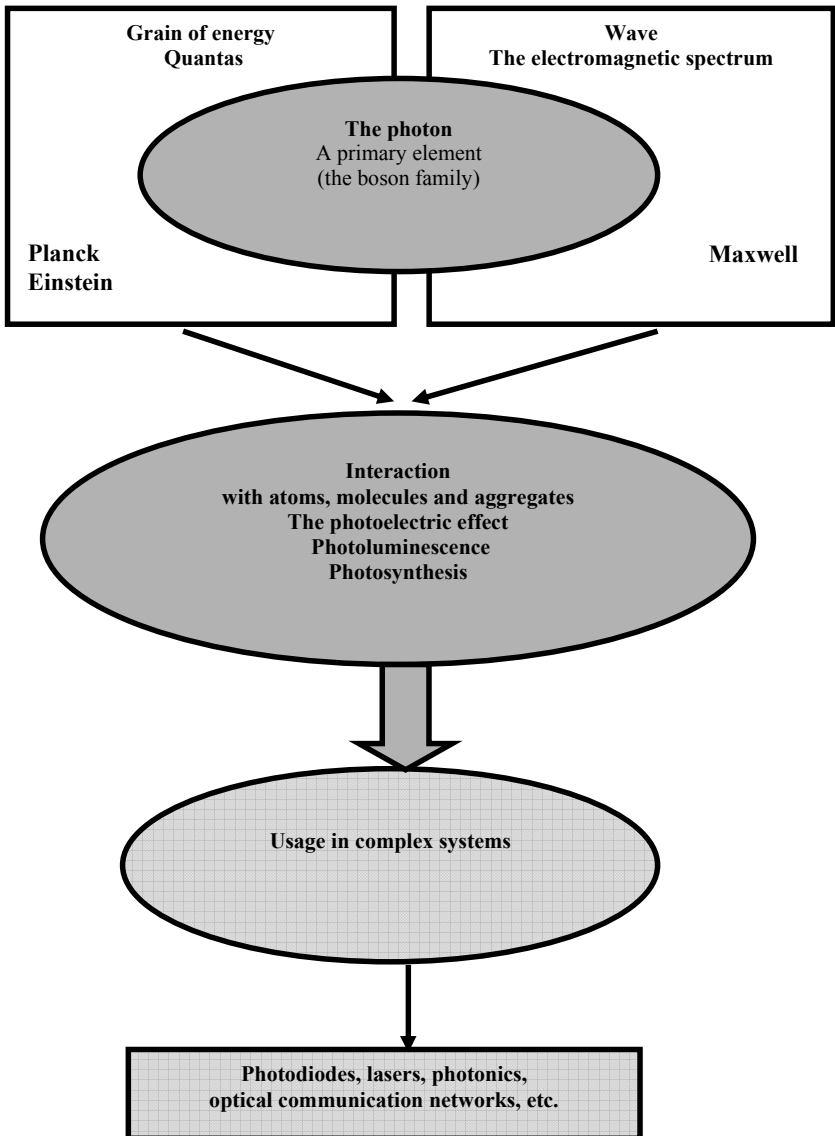 Grain of energy
Quantas
Wave
The electromagnetic spectrum
The photon
A primary element
(the boson family)
Planck
Einstein
Maxwell
Interaction
with atoms, molecules and aggregates
The photoelectric effect
Photoluminescence
Photosynthesis
Usage in complex systems
Photodiodes, lasers, photonics,
optical communication networks, etc.